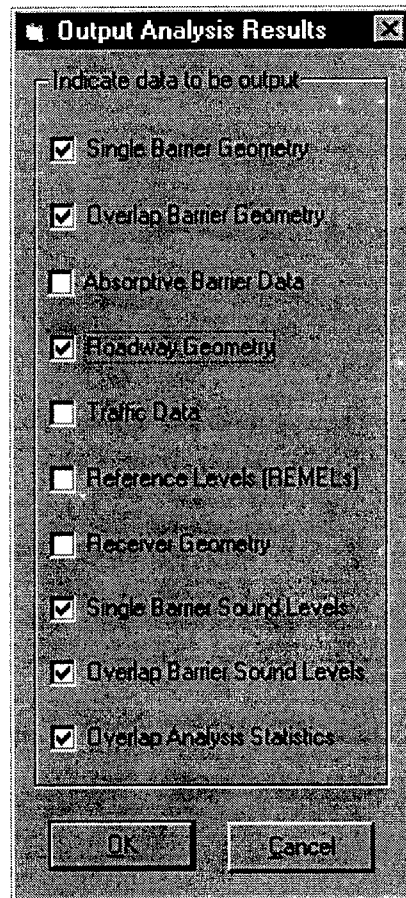 Output Analysis Results
Indicate data to be output
Single Barrier Geometry
Overlap Barrier Geometry
Absorptive Barrier Data
Roadway Geometry
Traffic Data
Reference Levels (REMELs)
Receiver Geometry
Single Barrier Sound Levels
Overlap Barrier Sound Levels
Overlap Analysis Statistics
OK
Cancel